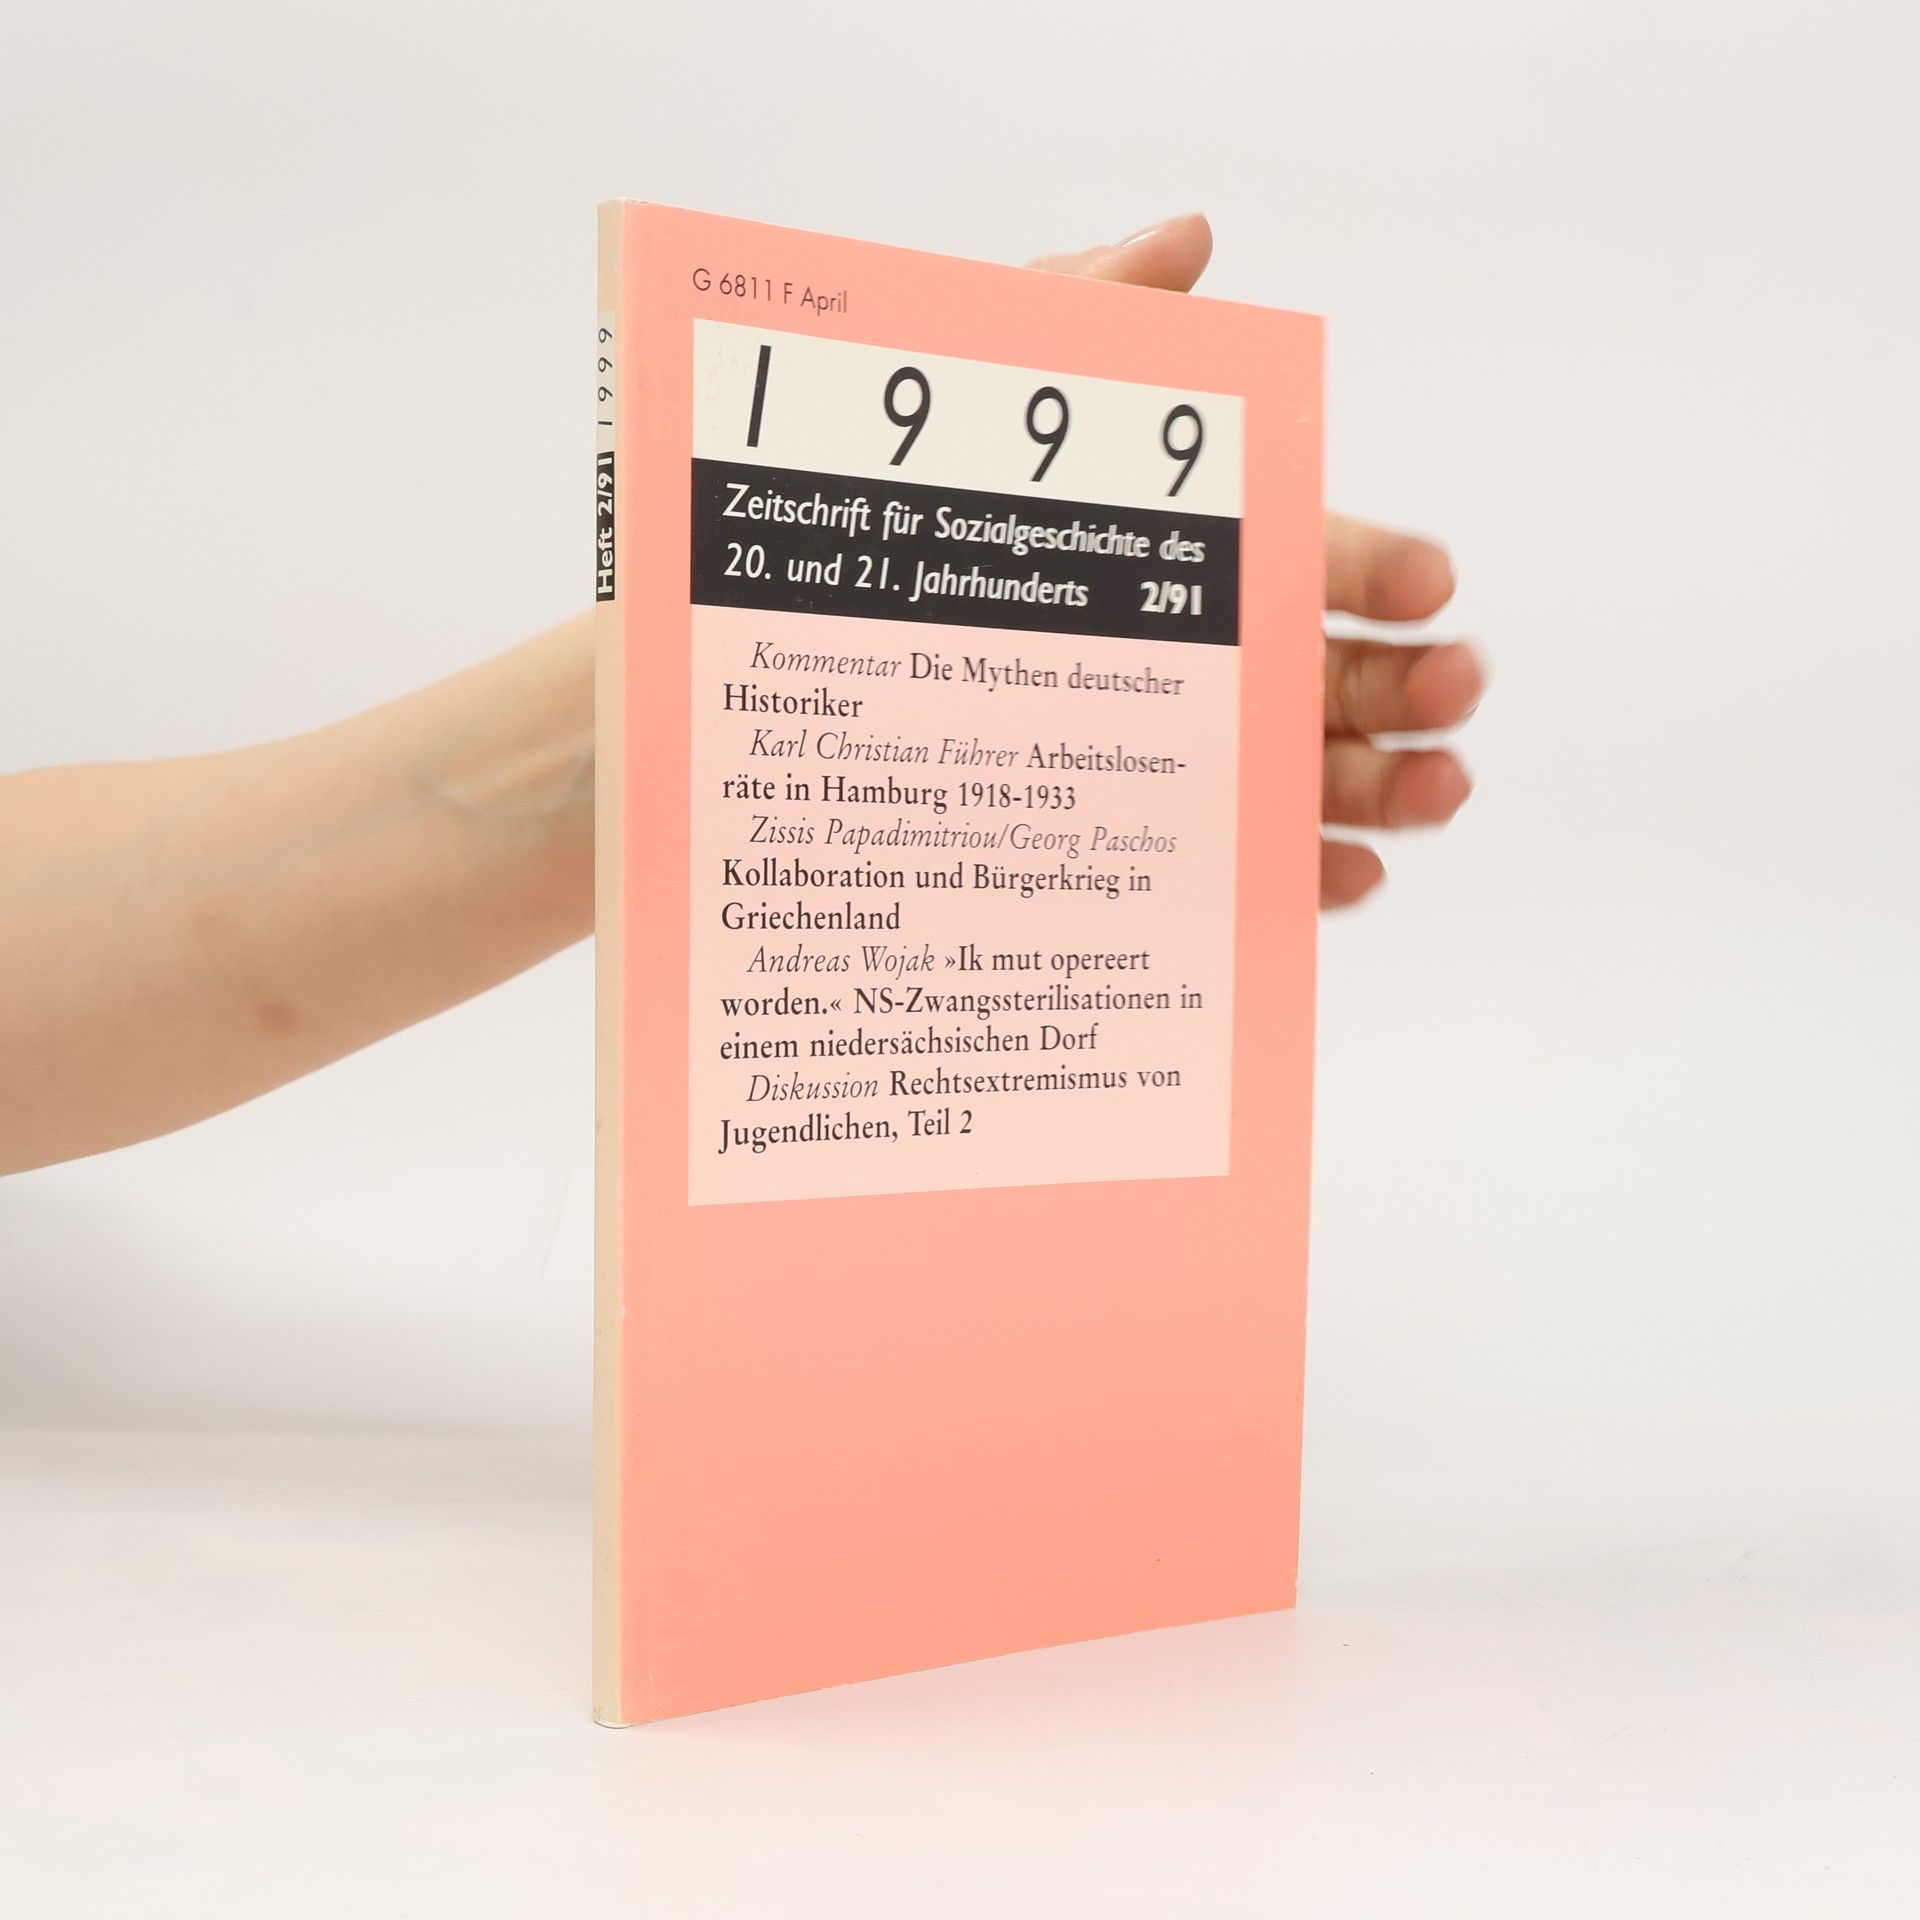 Heft 2/91 1999
G 6811 F April
1999
Zeitschrift für Sozialgeschichte des
20. und 21. Jahrhunderts 2/91
Kommentar Die Mythen deutscher
Historiker
Karl Christian Führer Arbeitslosen-
räte in Hamburg 1918-1933
Zissis Papadimitriou/Georg Paschos
Kollaboration und Bürgerkrieg in
Griechenland
Andreas Wojak »Ik mut opereert
worden.« NS-Zwangssterilisationen in
einem niedersächsischen Dorf
Diskussion Rechtsextremismus von
Jugendlichen, Teil 2